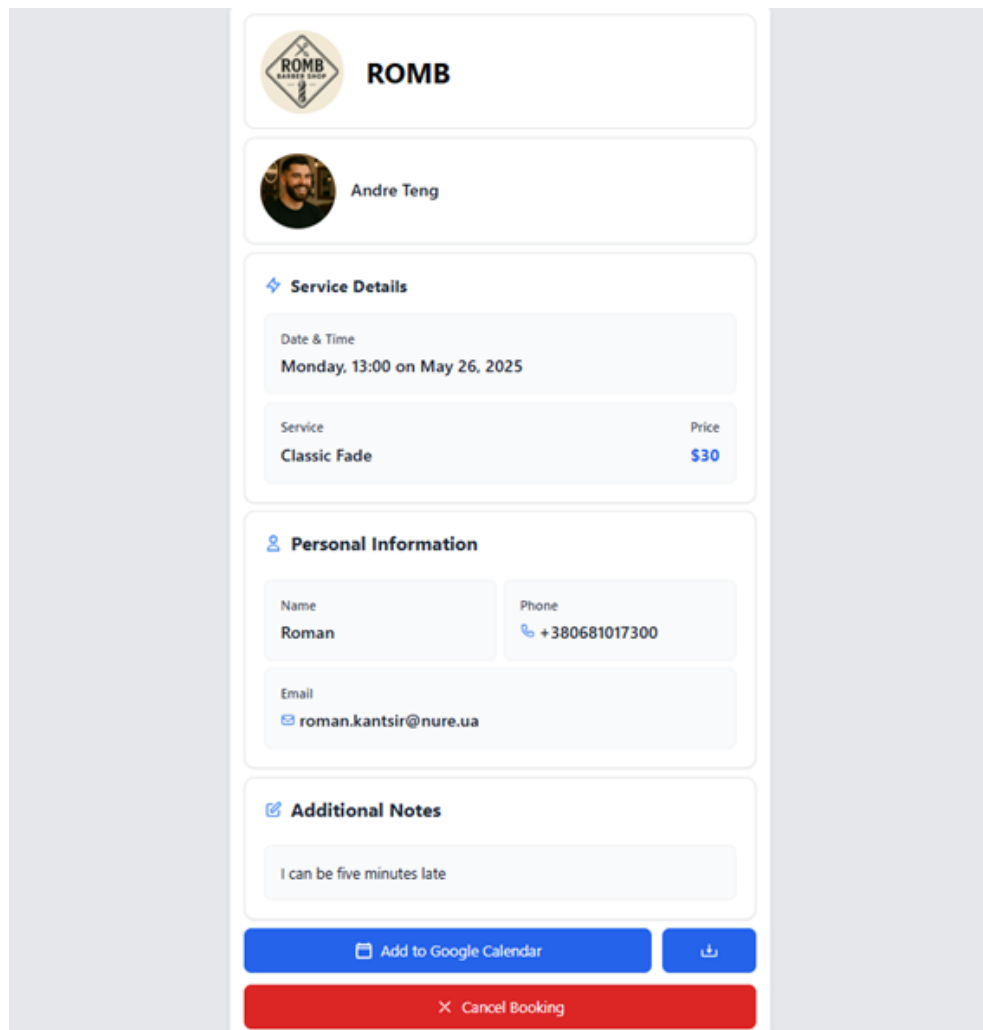 ROMB
BARBER SHOP
ROMB
Andre Teng
Service Details
Date & Time
Monday, 13:00 on May 26, 2025
Service
Price
Classic Fade
$30
Personal Information
Name
Phone
Roman
+380681017300
Email
roman.kantsir@nure.ua
Additional Notes
I can be five minutes late
Add to Google Calendar
Cancel Booking